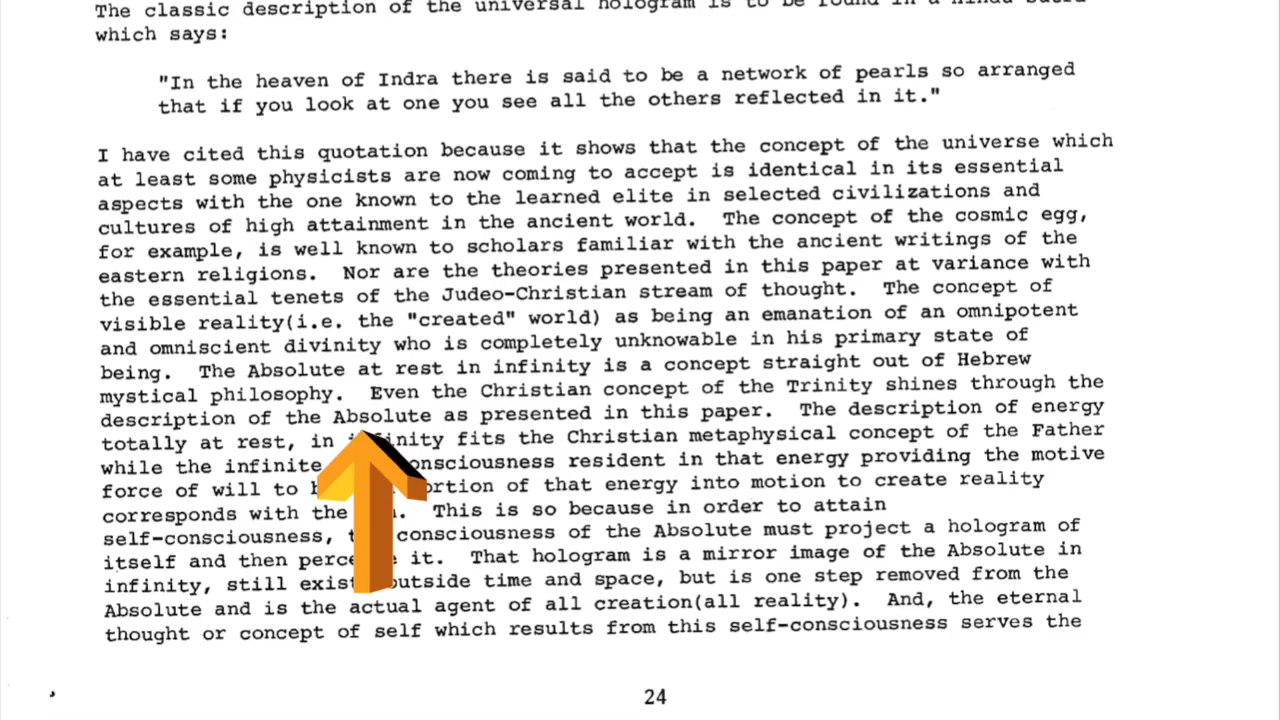 The classic description of the universal hologram is to be found in a Hindu
which says:
"In the heaven of Indra there is said to be a network of pearls so arranged
that if you look at one you see all the others reflected in it."
I have cited this quotation because it shows that the concept of the universe which
at least some physicists are now coming to accept is identical in its essential
aspects with the one known to the learned elite in selected civilizations and
cultures of high attainment in the ancient world. The concept of the cosmic egg,
for example, is well known to scholars familiar with the ancient writings of the
eastern religions. Nor are the theories presented in this paper at variance with
the essential tenets of the Judeo-Christian stream of thought. The concept of
visible reality(i.e. the "created" world) as being an emanation of an omnipotent
and omniscient divinity who is completely unknowable in his primary state of
being. The Absolute at rest in infinity is a concept straight out of Hebrew
mystical philosophy. Even the Christian concept of the Trinity shines through the
description of the Absolute as presented in this paper. The description of energy
totally at rest, in infinity fits the Christian metaphysical concept of the Father
while the infinite consciousness resident in that energy providing the motive
force of will to portion of that energy into motion to create reality
corresponds with the This is so because in order to attain
self-consciousness, consciousness of the Absolute must project a hologram of
itself and then perceive it. That hologram is a mirror image of the Absolute in
infinity, still exists outside time and space, but is one step removed from the
Absolute and is the actual agent of all creation(all reality). And, the eternal
thought or concept of self which results from this self-consciousness serves the
24